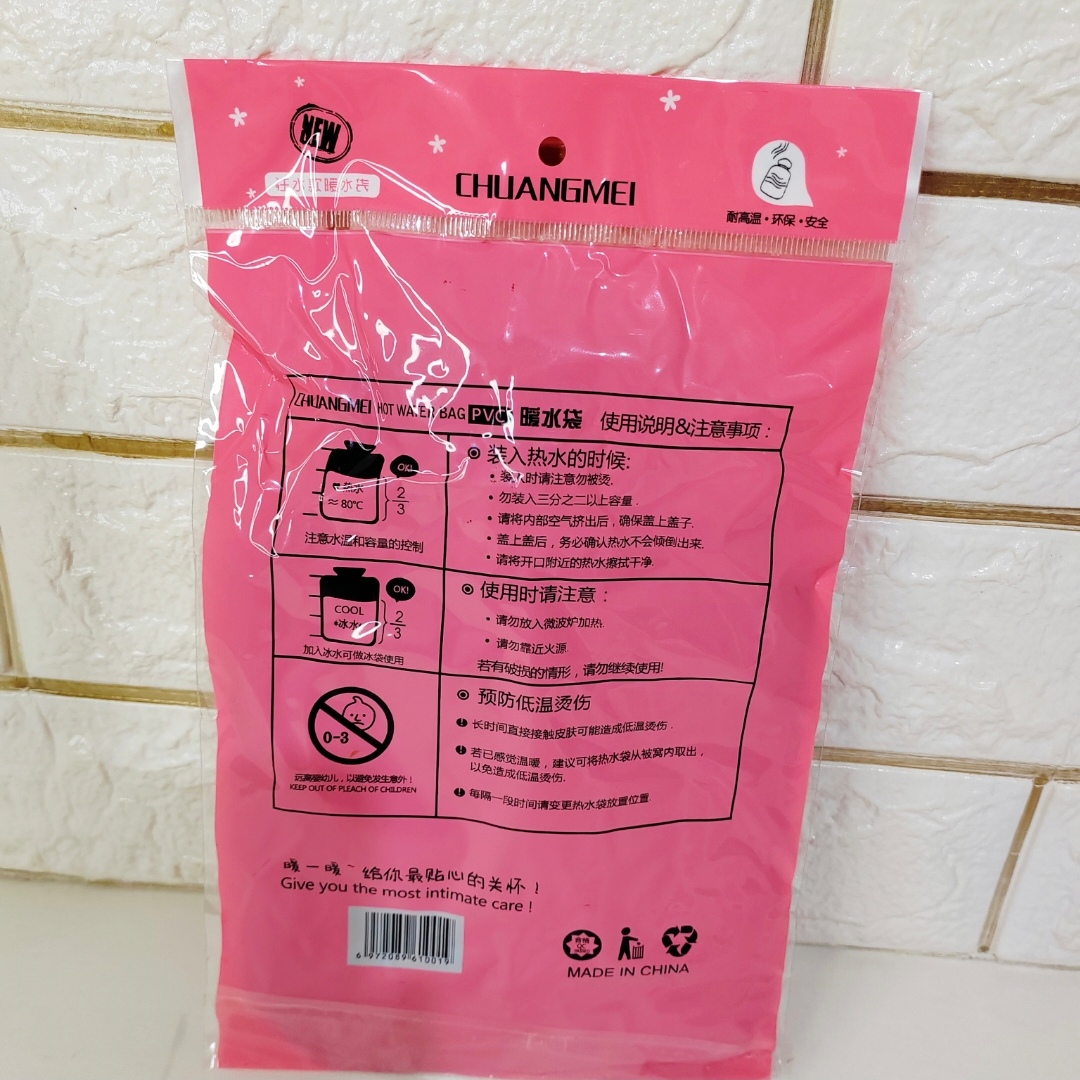 NEW
CHUANGMEI
耐高温·环保·安全
CHUANGMEI HOT WATER BAG PVC 暖水袋 使用说明&注意事项:
OK!
热水
≈ 80℃
2
3
注意水温和容量的控制
装入热水的时候:
装入时请注意勿被烫.
勿装入三分之二以上容量.
请将内部空气挤出后,确保盖上盖子.
盖上盖后,务必确认热水不会倾倒出来.
请将开口附近的热水擦拭干净.
OK!
COOL
*冰水
2
3
加入冰水可做冰袋使用
使用时请注意:
请勿放入微波炉加热.
请勿靠近火源.
若有破损的情形,请勿继续使用!
0-3
远离婴幼儿,以避免发生意外!
KEEP OUT OF PLEACH OF CHILDREN
预防低温烫伤
长时间直接接触皮肤可能造成低温烫伤.
若已感觉温暖,建议可将热水袋从被窝内取出,
以免造成低温烫伤.
每隔一段时间请变更热水袋放置位置.
暖一暖~给你最贴心的关怀!
Give you the most intimate care!
6 972089 610019
QC
MADE IN CHINA